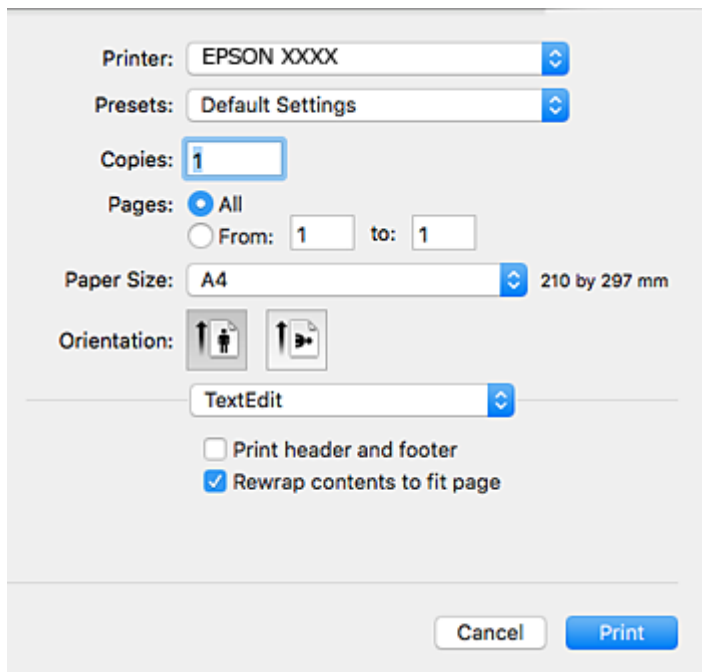 Printer: EPSON XXXX
Presets: Default Settings
Copies: 1
Pages: All
From: 1 to: 1
Paper Size: A4 210 by 297 mm
Orientation:
TextEdit
Print header and footer
Rewrap contents to fit page
Cancel Print